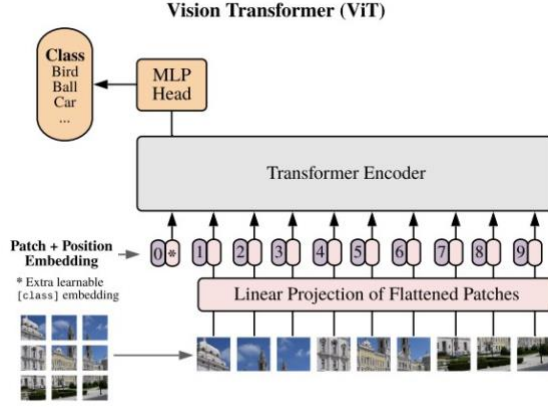 Vision Transformer (ViT)
Class
Bird
Ball
Car
...
MLP
Head
Transformer Encoder
Patch + Position
Embedding
0 * 1 2 3 4 5 6 7 8 9
* Extra learnable
[class] embedding
Linear Projection of Flattened Patches